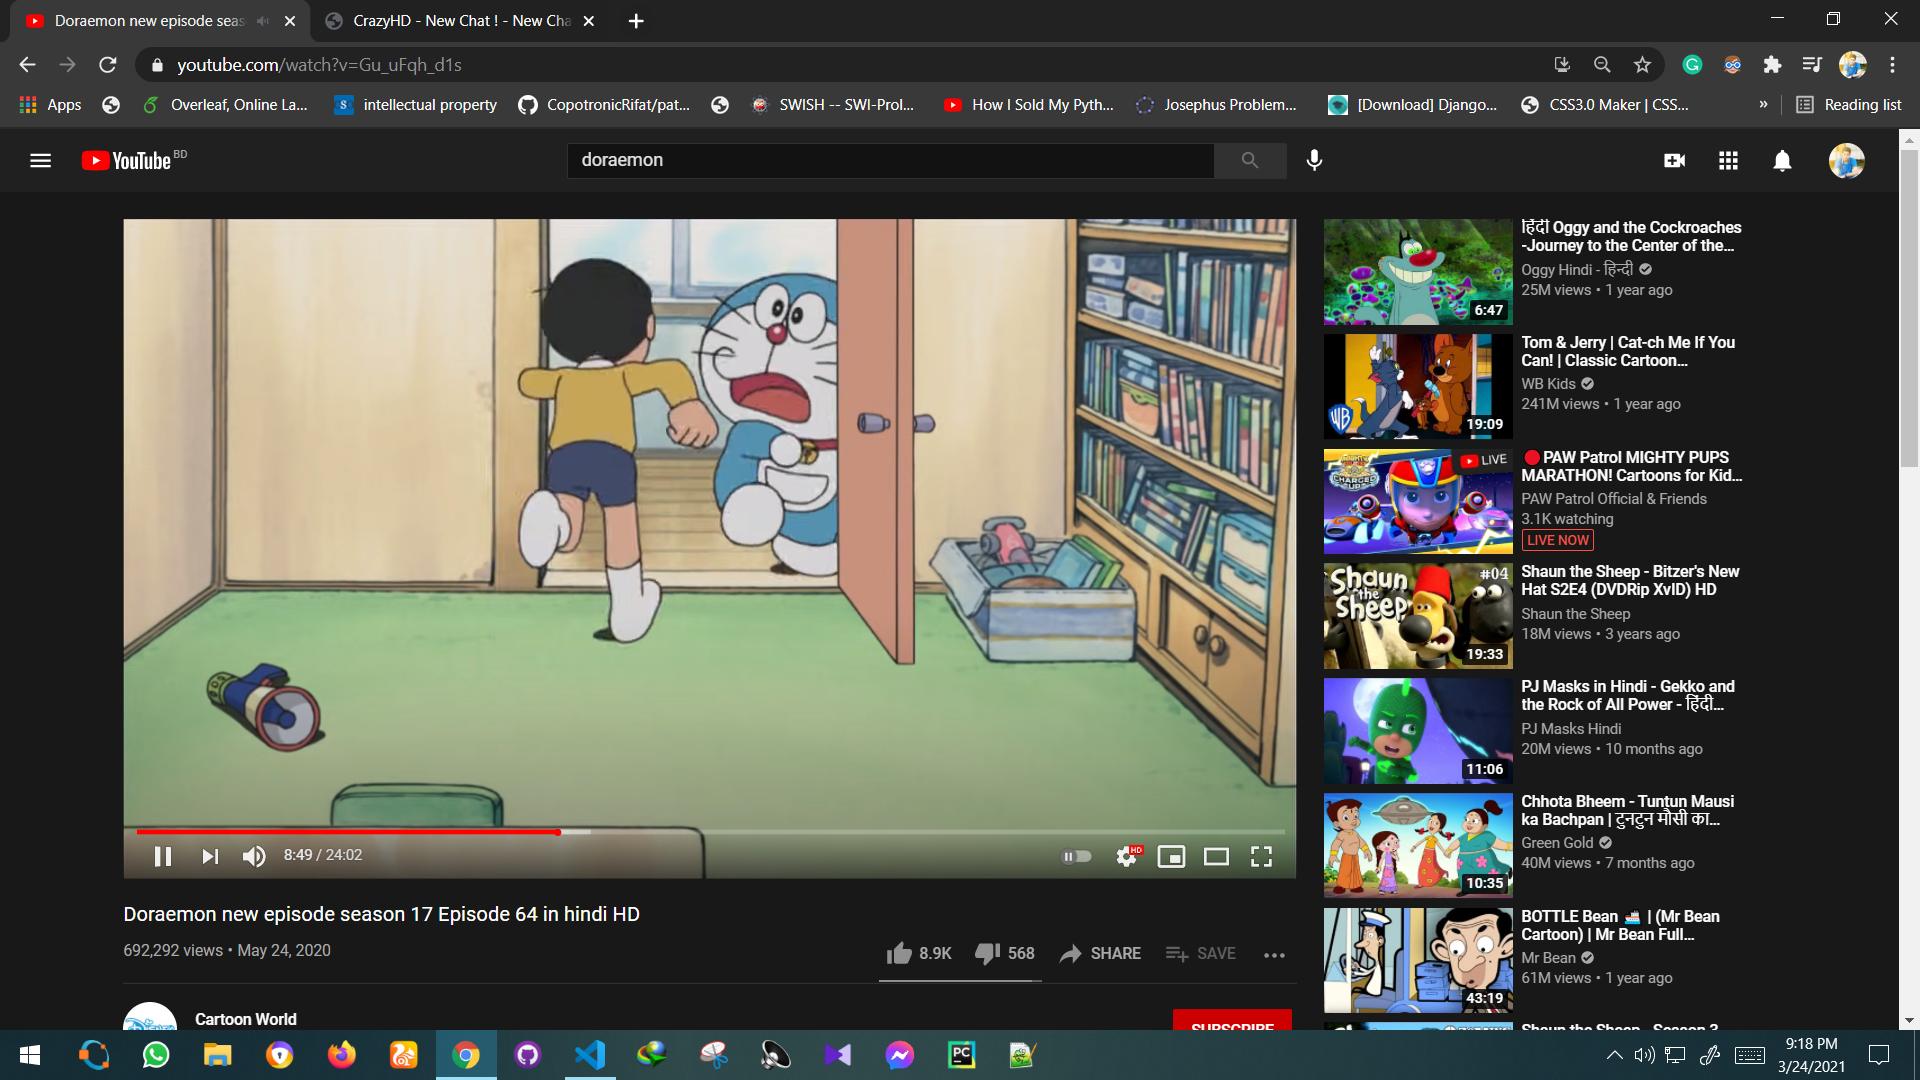 Doraemon new episode seas
CrazyHD - New Chat ! - New Cha
youtube.com/watch?v=Gu_uFqh_d1s
Apps
Overleaf, Online La...
intellectual property
CopotronicRifat/pat...
SWISH -- SWI-Prol...
How I Sold My Pyth...
Josephus Problem...
[Download] Django...
CSS3.0 Maker | CSS...
»
Reading list
YouTube BD
doraemon
8:49 / 24:02
HD
Doraemon new episode season 17 Episode 64 in hindi HD
692,292 views • May 24, 2020
8.9K
568
SHARE
SAVE
Cartoon World
SUBSCRIBE
6:47
हिंदी Oggy and the Cockroaches
-Journey to the Center of the...
Oggy Hindi - हिन्दी
25M views • 1 year ago
WB
19:09
Tom & Jerry | Cat-ch Me If You
Can! | Classic Cartoon...
WB Kids
241M views • 1 year ago
CHARGED UP
LIVE
PAW Patrol MIGHTY PUPS
MARATHON! Cartoons for Kid...
PAW Patrol Official & Friends
3.1K watching
LIVE NOW
Shaun the Sheep
#04
19:33
Shaun the Sheep - Bitzer's New
Hat S2E4 (DVDRip XvID) HD
Shaun the Sheep
18M views • 3 years ago
11:06
PJ Masks in Hindi - Gekko and
the Rock of All Power - हिंदी...
PJ Masks Hindi
20M views • 10 months ago
10:35
Chhota Bheem - Tuntun Mausi
ka Bachpan | टुनटुन मौसी का...
Green Gold
40M views • 7 months ago
43:19
BOTTLE Bean 🚢 | (Mr Bean
Cartoon) | Mr Bean Full...
Mr Bean
61M views • 1 year ago
Shaun the Sheep - Season 3
PC
9:18 PM
3/24/2021